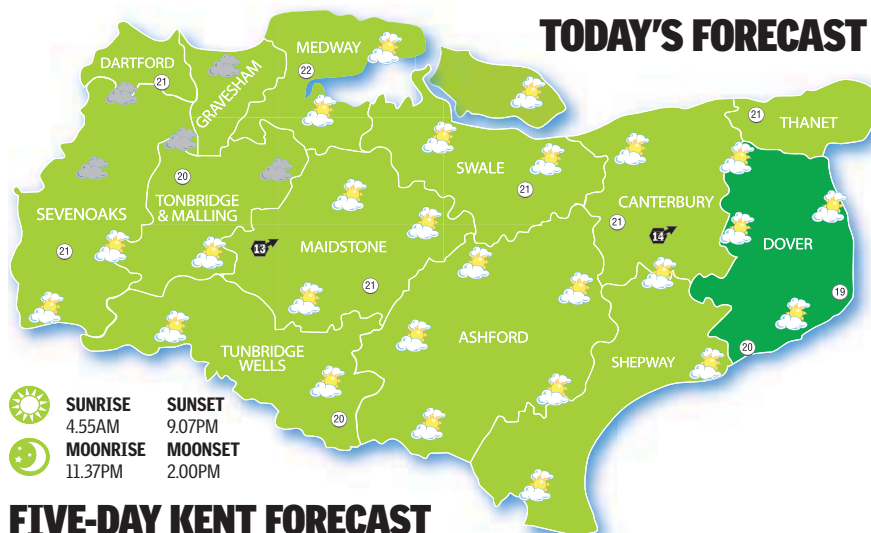 TODAY'S FORECAST
MEDWAY
DARTFORD
GRAVESHAM
22
21
21
THANET
SWALE
20
TONBRIDGE
& MALLING
21
CANTERBURY
SEVENOAKS
21
14
DOVER
13
MAIDSTONE
21
21
19
ASHFORD
20
TUNBRIDGE
WELLS
SHEPWAY
20
SUNRISE SUNSET
4.55AM 9.07PM
MOONRISE MOONSET
11.37PM 2.00PM
FIVE-DAY KENT FORECAST